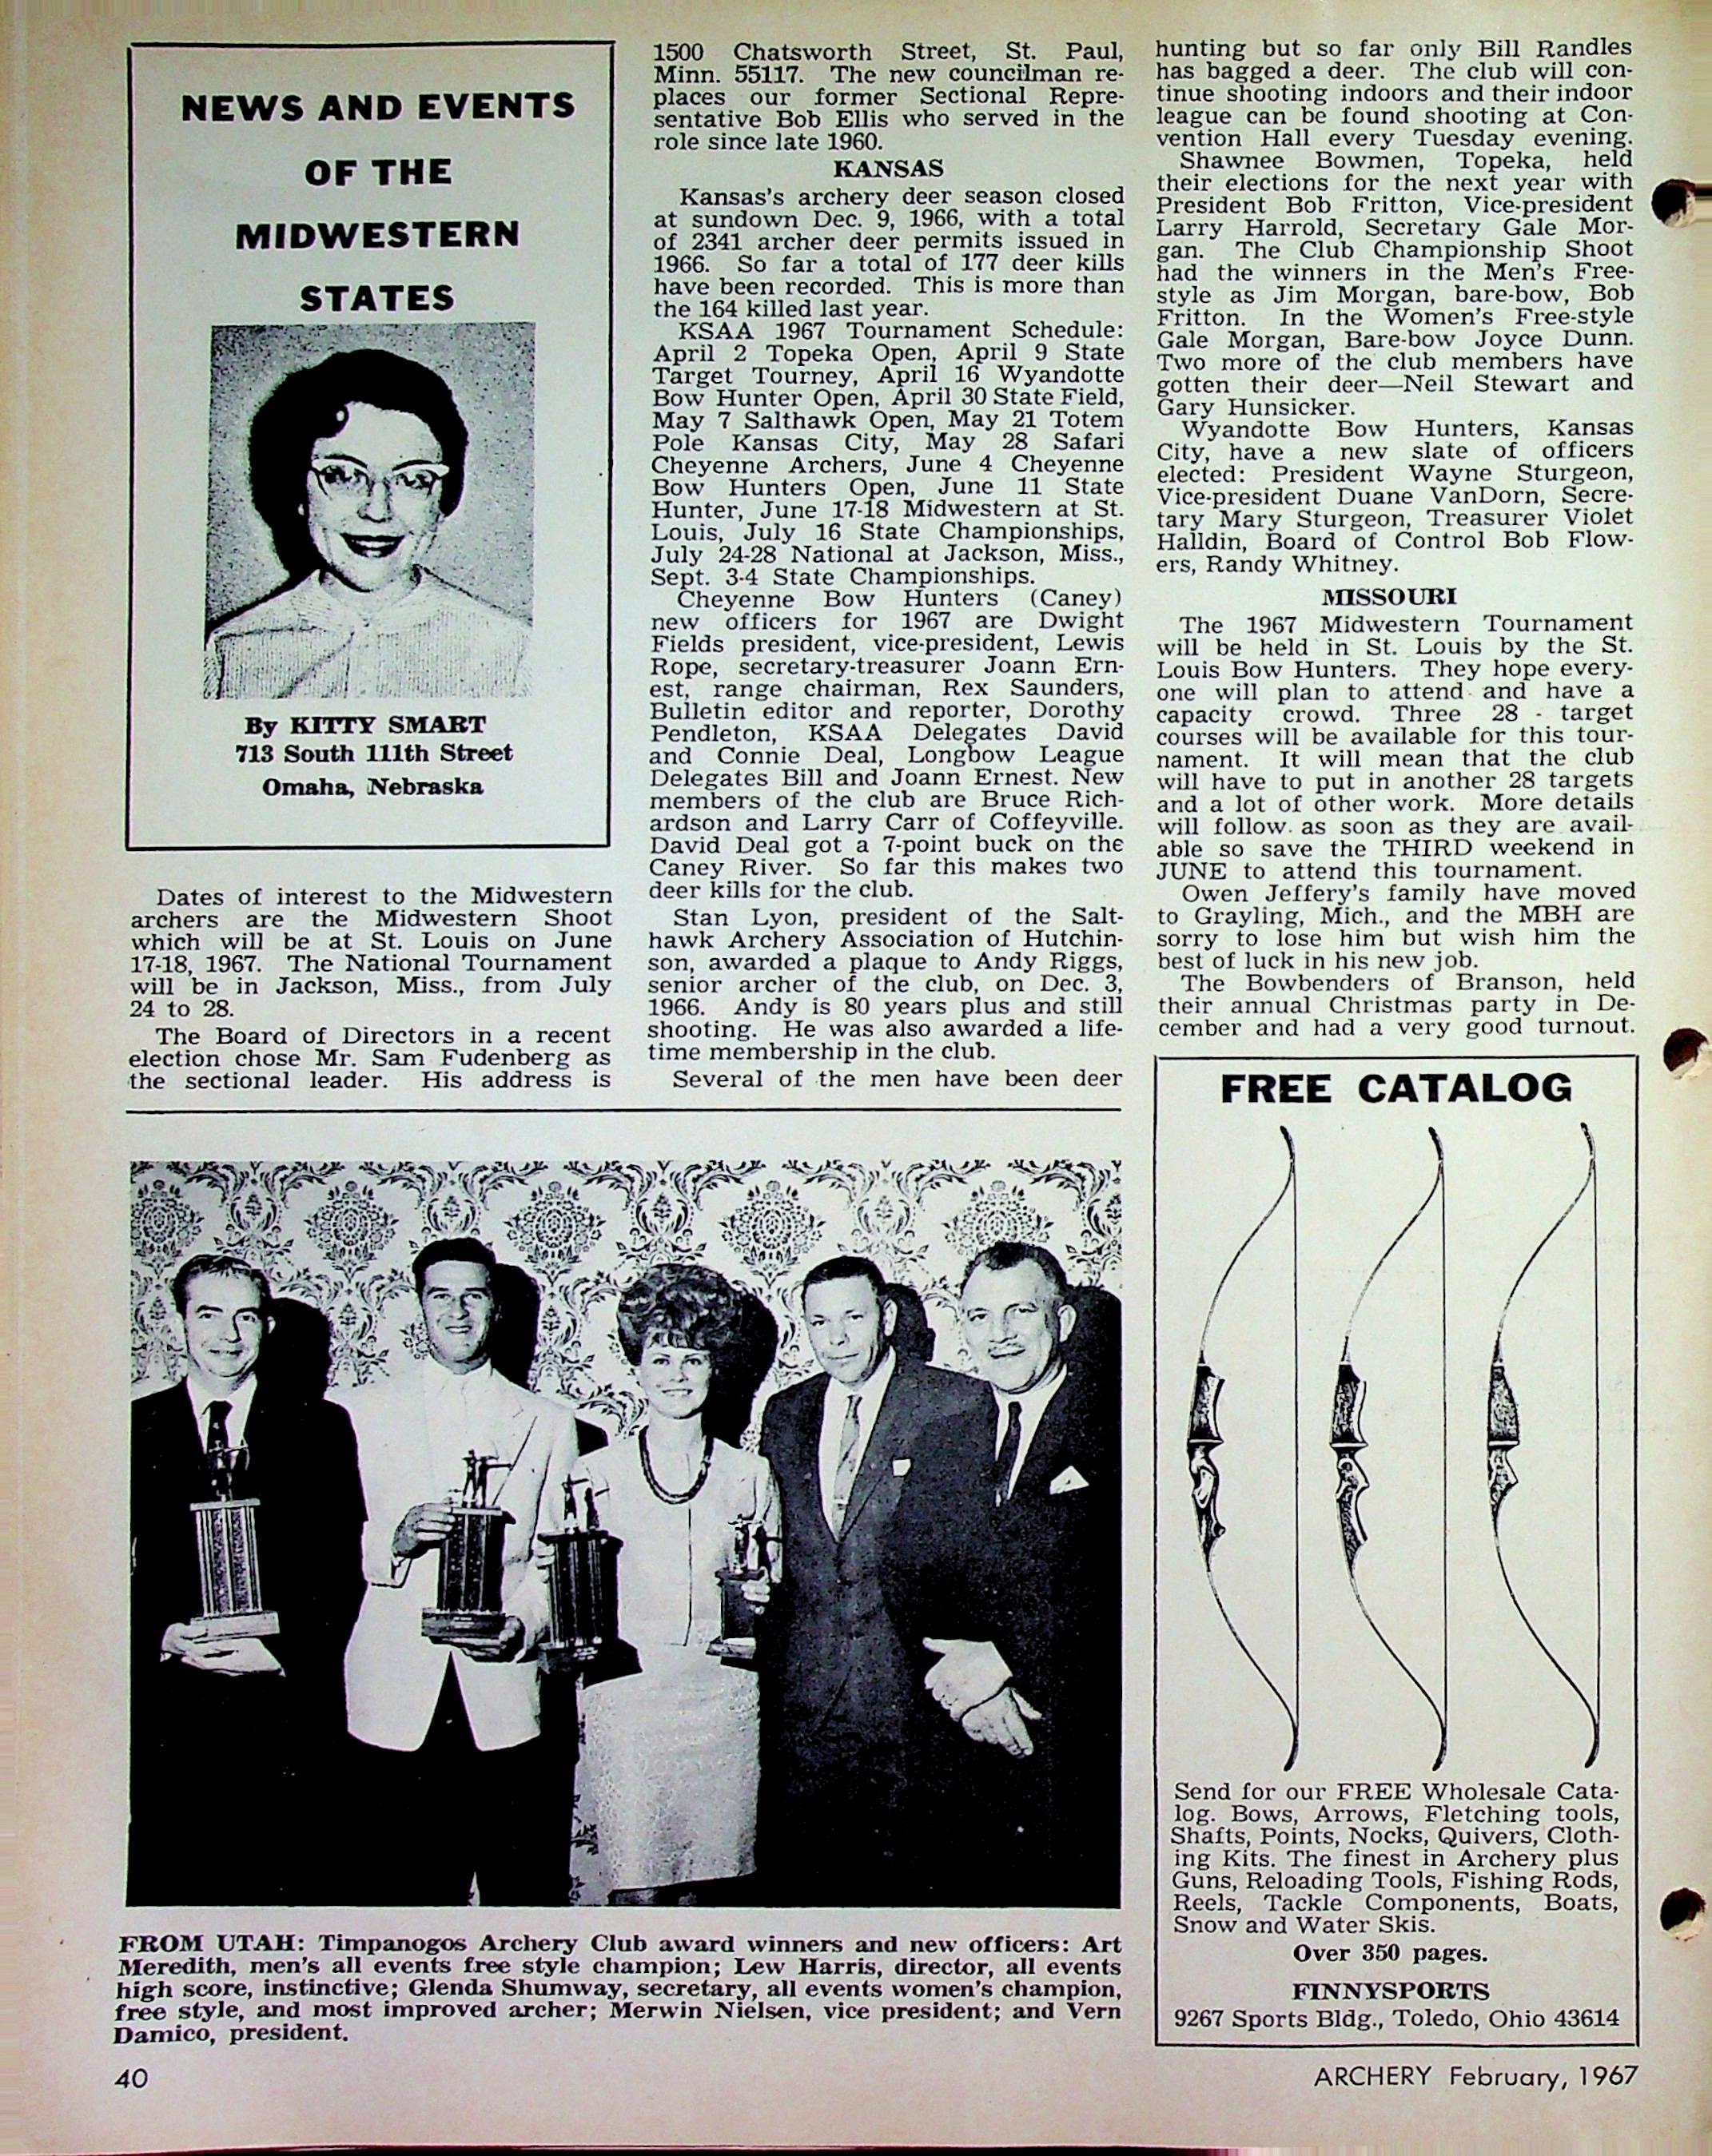 NEWS AND EVENTS
OF THE
MIDWESTERN
STATES
By KITTY SMART
713 South 111th Street
Omaha, Nebraska
Dates of interest to the Midwestern
archers are the Midwestern Shoot
which will be at St. Louis on June
17-18, 1967. The National Tournament
will be in Jackson, Miss., from July
24 to 28.
The Board of Directors in a recent
election chose Mr. Sam Fudenberg as
the sectional leader. His address is
1500 Chatsworth Street, St. Paul,
Minn. 55117. The new councilman re-
places our former Sectional Repre-
sentative Bob Ellis who served in the
role since late 1960.
KANSAS
Kansas's archery deer season closed
at sundown Dec. 9, 1966, with a total
of 2341 archer deer permits issued in
1966. So far a total of 177 deer kills
have been recorded. This is more than
the 164 killed last year.
KSAA 1967 Tournament Schedule:
April 2 Topeka Open, April 9 State
Target Tourney, April 16 Wyandotte
Bow Hunter Open, April 30 State Field,
May 7 Salthawk Open, May 21 Totem
Pole Kansas City, May 28 Safari
Cheyenne Archers, June 4 Cheyenne
Bow Hunters Open, June 11 State
Hunter, June 17-18 Midwestern at St.
Louis, July 16 State Championships,
July 24-28 National at Jackson, Miss.,
Sept. 3-4 State Championships.
Cheyenne Bow Hunters (Caney)
new officers for 1967 are Dwight
Fields president, vice-president, Lewis
Rope, secretary-treasurer Joann Ern-
est, range chairman, Rex Saunders,
Bulletin editor and reporter, Dorothy
Pendleton, KSAA Delegates David
and Connie Deal, Longbow League
Delegates Bill and Joann Ernest. New
members of the club are Bruce Rich-
ardson and Larry Carr of Coffeyville.
David Deal got a 7-point buck on the
Caney River. So far this makes two
deer kills for the club.
Stan Lyon, president of the Salt-
hawk Archery Association of Hutchin-
son, awarded a plaque to Andy Riggs,
senior archer of the club, on Dec. 3,
1966. Andy is 80 years plus and still
shooting. He was also awarded a life-
time membership in the club.
Several of the men have been deer
hunting but so far only Bill Randles
has bagged a deer. The club will con-
tinue shooting indoors and their indoor
league can be found shooting at Con-
vention Hall every Tuesday evening.
Shawnee Bowmen, Topeka, held
their elections for the next year with
President Bob Fritton, Vice-president
Larry Harrold, Secretary Gale Mor-
gan. The Club Championship Shoot
had the winners in the Men's Free-
style as Jim Morgan, bare-bow, Bob
Fritton. In the Women's Free-style
Gale Morgan, Bare-bow Joyce Dunn.
Two more of the club members have
gotten their deer—Neil Stewart and
Gary Hunsicker.
Wyandotte Bow Hunters, Kansas
City, have a new slate of officers
elected: President Wayne Sturgeon,
Vice-president Duane VanDorn, Secre-
tary Mary Sturgeon, Treasurer Violet
Halldin, Board of Control Bob Flow-
ers, Randy Whitney.
MISSOURI
The 1967 Midwestern Tournament
will be held in St. Louis by the St.
Louis Bow Hunters. They hope every-
one will plan to attend and have a
capacity crowd. Three 28 - target
courses will be available for this tour-
nament. It will mean that the club
will have to put in another 28 targets
and a lot of other work. More details
will follow as soon as they are avail-
able so save the THIRD weekend in
JUNE to attend this tournament.
Owen Jeffery's family have moved
to Grayling, Mich., and the MBH are
sorry to lose him but wish him the
best of luck in his new job.
The Bowbenders of Branson, held
their annual Christmas party in De-
cember and had a very good turnout.
FROM UTAH: Timpanogos Archery Club award winners and new officers: Art
Meredith, men's all events free style champion; Lew Harris, director, all events
high score, instinctive; Glenda Shumway, secretary, all events women's champion,
free style, and most improved archer; Merwin Nielsen, vice president; and Vern
Damico, president.
FREE CATALOG
Send for our FREE Wholesale Cata-
log. Bows, Arrows, Fletching tools,
Shafts, Points, Nocks, Quivers, Cloth-
ing Kits. The finest in Archery plus
Guns, Reloading Tools, Fishing Rods,
Reels, Tackle Components, Boats,
Snow and Water Skis.
Over 350 pages.
FINNYSPORTS
9267 Sports Bldg., Toledo, Ohio 43614
40
ARCHERY February, 1967